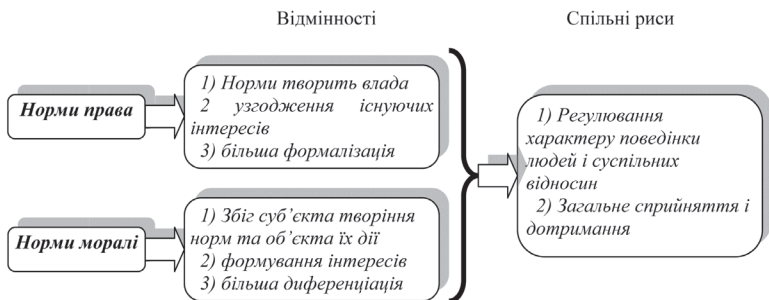 Відмінності
Спільні риси
Норми права
1) Норми творить влада
2 узгодження існуючих
інтересів
3) більша формалізація
Норми моралі
1) Збіг суб’єкта творіння
норм та об’єкта їх дії
2) формування інтересів
3) більша диференціація
1) Регулювання
характеру поведінки
людей і суспільних
відносин
2) Загальне сприйняття і
дотримання